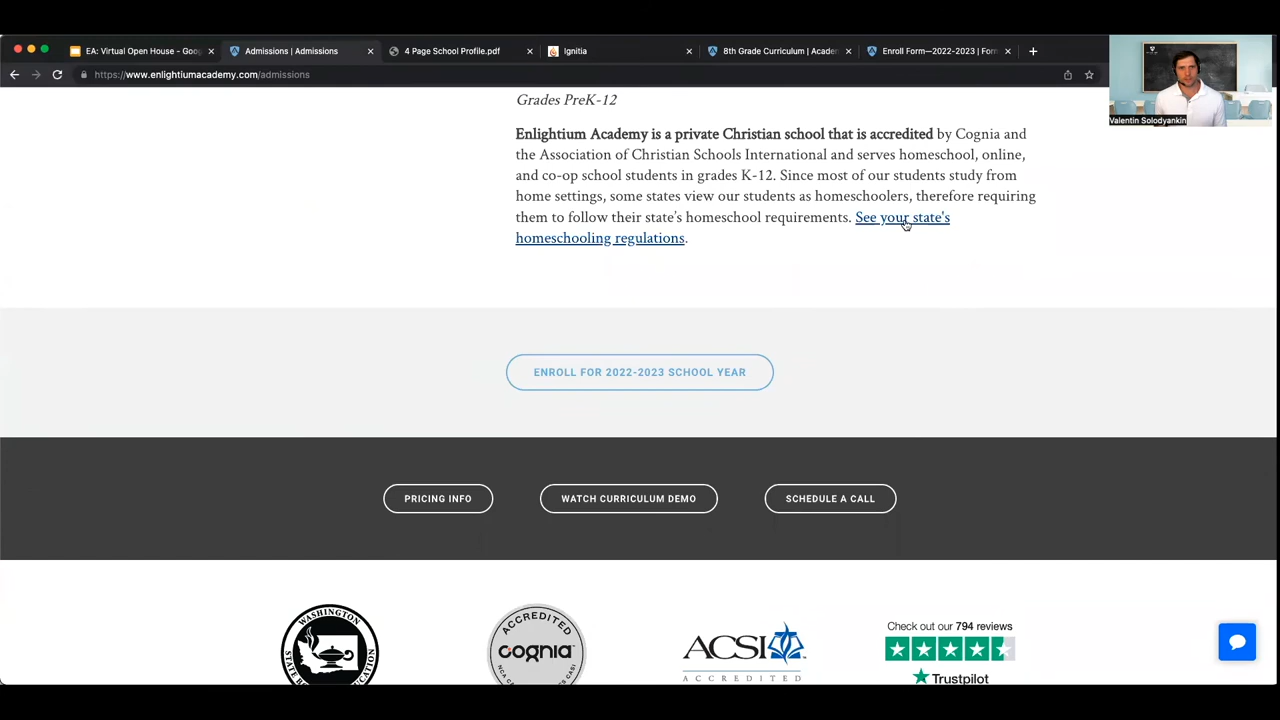 EA: Virtual Open House - Goo
Admissions | Admissions
4 Page School Profile.pdf
Ignitia
8th Grade Curriculum | Acade
Enroll Form—2022-2023 | For
https://www.enlightiumacademy.com/admissions
Valentin Solodyankin
Grades PreK-12
Enlightium Academy is a private Christian school that is accredited by Cognia and
the Association of Christian Schools International and serves homeschool, online,
and co-op school students in grades K-12. Since most of our students study from
home settings, some states view our students as homeschoolers, therefore requiring
them to follow their state's homeschool requirements. See your state's
homeschooling regulations.
ENROLL FOR 2022-2023 SCHOOL YEAR
PRICING INFO
WATCH CURRICULUM DEMO
SCHEDULE A CALL
WASHINGTON
STATE BOARD
ACCREDITED
cognia
ACSI
ACCREDITED
Check out our 794 reviews
Trustpilot